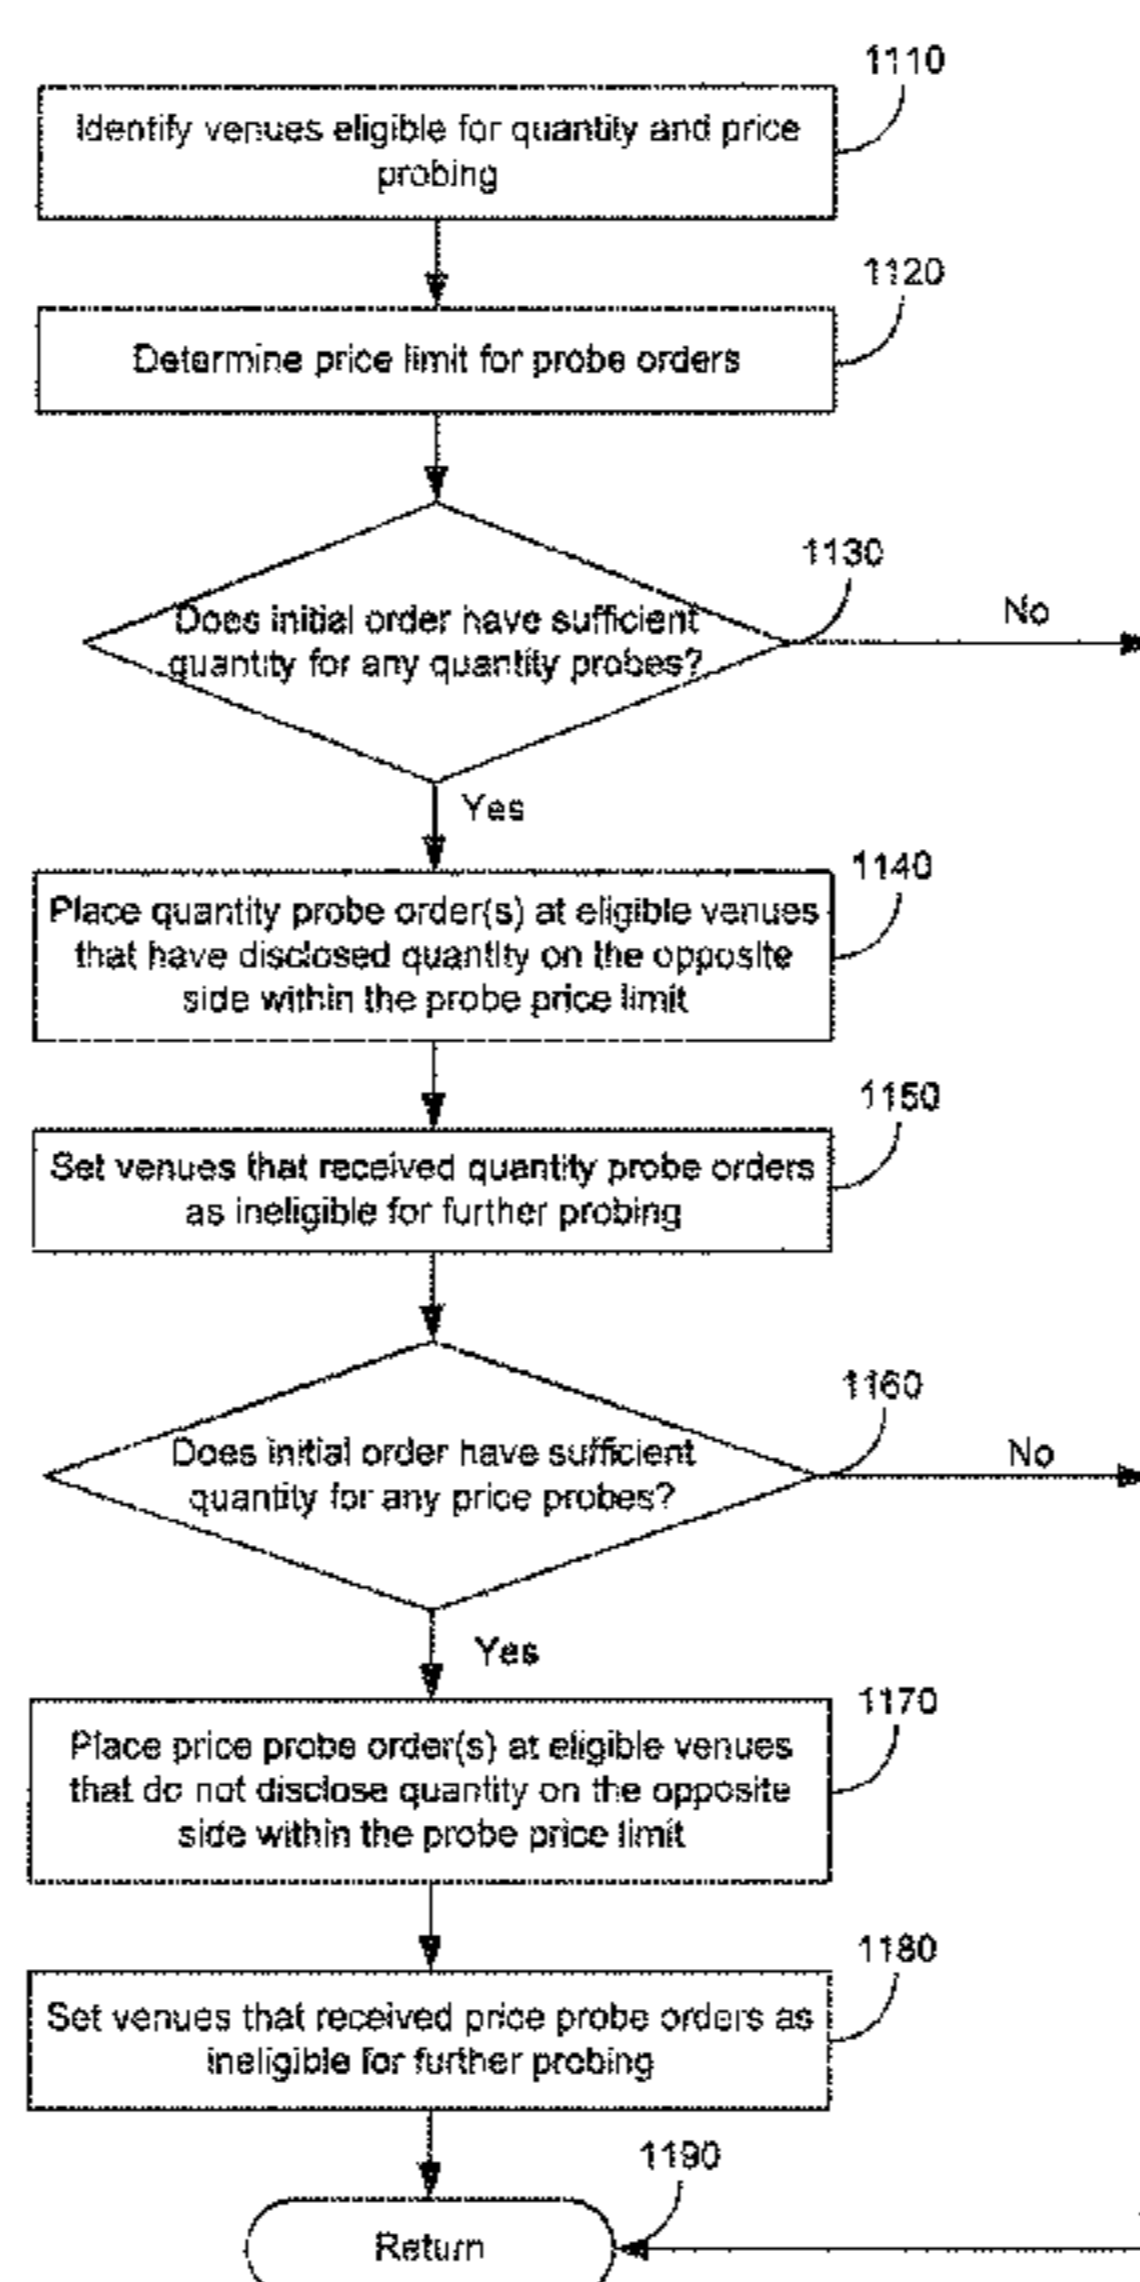 1110
Identify venues eligible for quantity and price
probing
1120
Determine price limit for probe orders
1130
No
Does initial order have sufficient
quantity for any quantity probes?
Yes
1140
Place quantity probe order(s) at eligible venues
that have disclosed quantity on the opposite
side within the probe price limit
1150
Set venues that received quantity probe orders
as ineligible for further probing
1160
No
Does initial order have sufficient
quantity for any price probes?
Yes
1170
Place price probe order(s) at eligible venues
that do not disclose quantity on the opposite
side within the probe price limit
1180
Set venues that received price probe orders as
ineligible for further probing
1190
Return